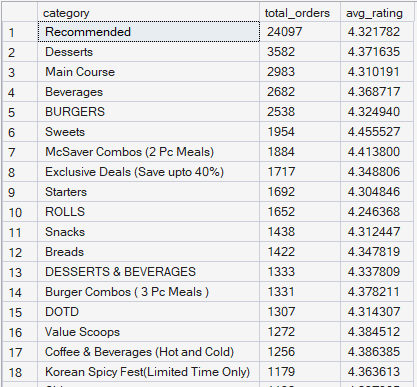 category total_orders avg_rating
1 Recommended 24097 4.321782
2 Desserts 3582 4.371635
3 Main Course 2983 4.310191
4 Beverages 2682 4.368717
5 BURGERS 2538 4.324940
6 Sweets 1954 4.455527
7 McSaver Combos (2 Pc Meals) 1884 4.413800
8 Exclusive Deals (Save upto 40%) 1717 4.348806
9 Starters 1692 4.304846
10 ROLLS 1652 4.246368
11 Snacks 1438 4.312447
12 Breads 1422 4.347819
13 DESSERTS & BEVERAGES 1333 4.337809
14 Burger Combos ( 3 Pc Meals ) 1331 4.378211
15 DOTD 1307 4.314307
16 Value Scoops 1272 4.384512
17 Coffee & Beverages (Hot and Cold) 1256 4.386385
18 Korean Spicy Fest(Limited Time Only) 1179 4.363613